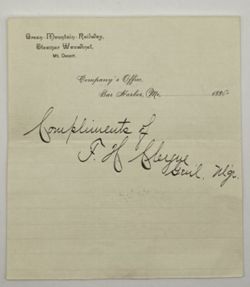 Green Mountain Railway,
Steamer Wauwinet,
Mt. Desert.
Company's Office,
Bar Harbor, Me. 188
Compliments of
F. H. Clergue
Genl. Mgr.